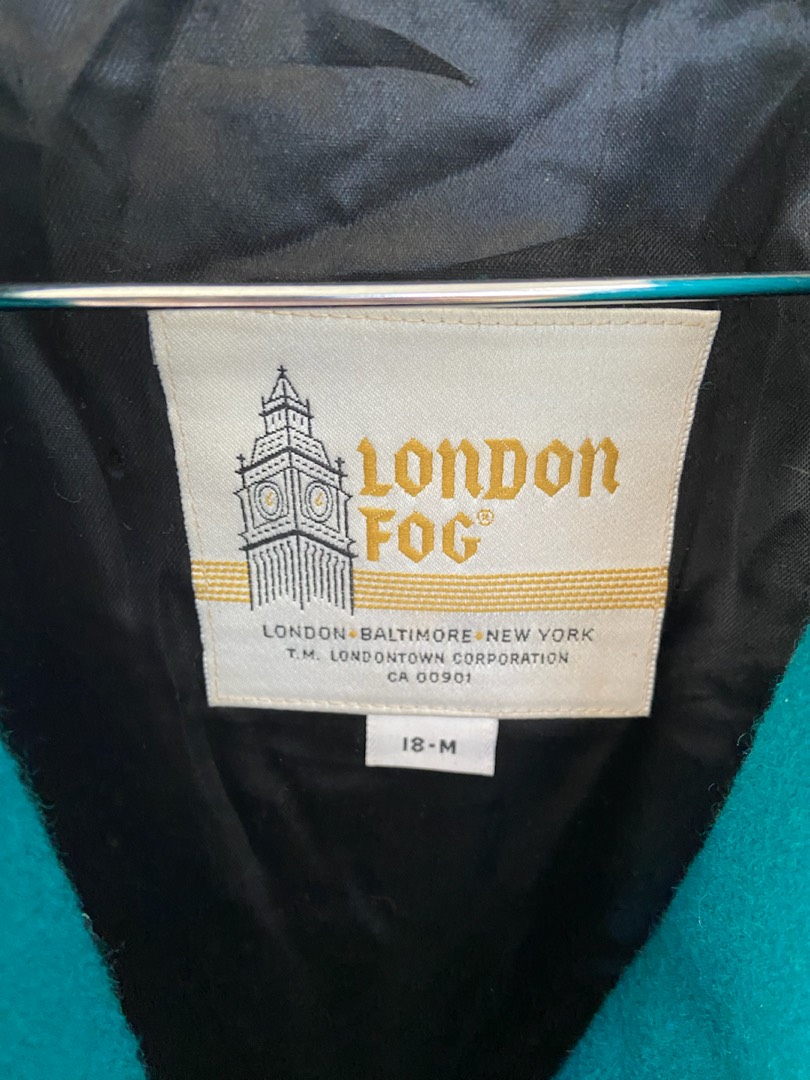 LONDON
FOG®
LONDON•BALTIMORE•NEW YORK
T.M. LONDONTOWN CORPORATION
CA 00901
18-M